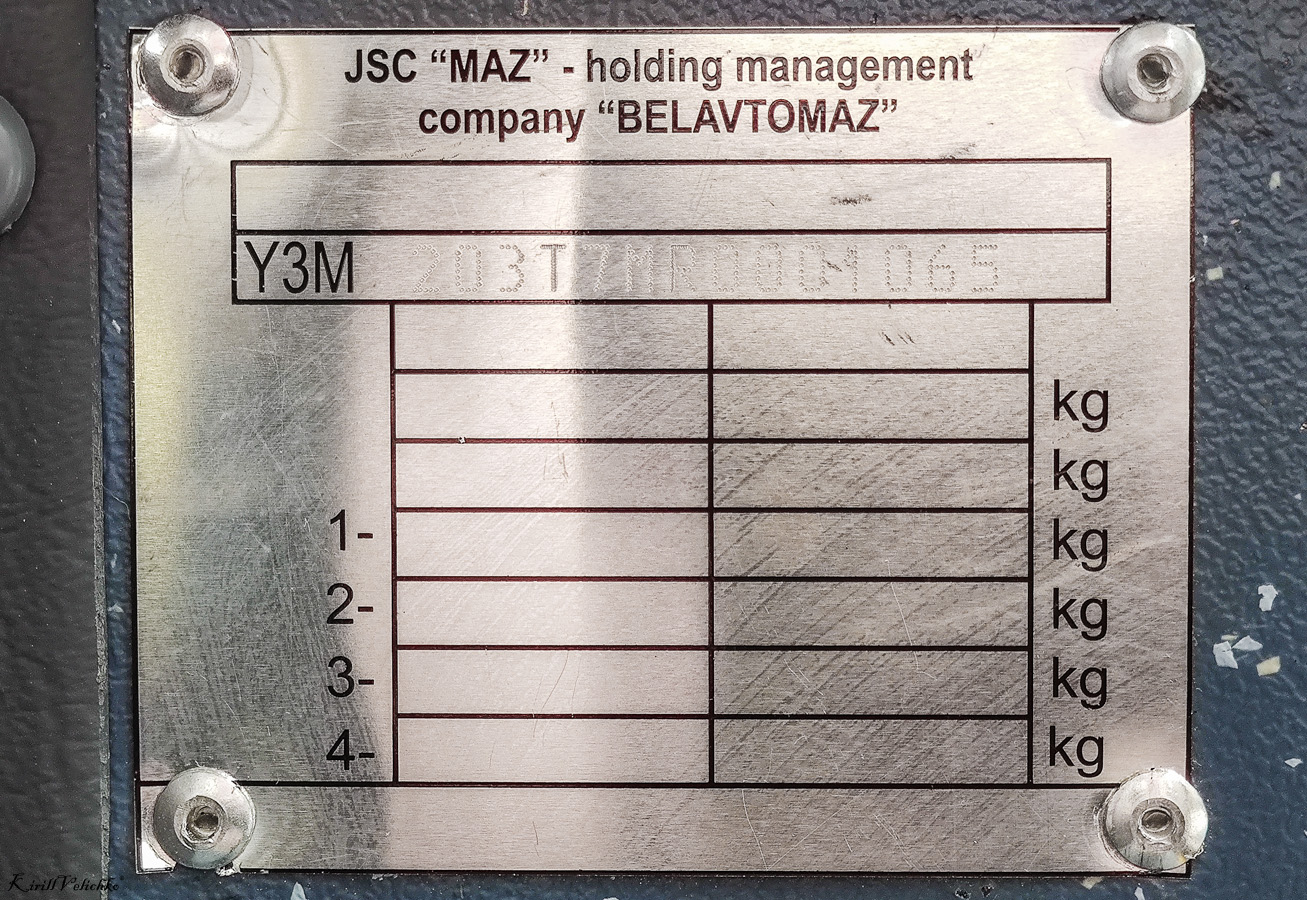 JSC “MAZ” - holding management
company “BELAVTOMAZ”
Y3M 203T7MR000M065
kg
kg
1- kg
2- kg
3- kg
4- kg
Kirill Velichko